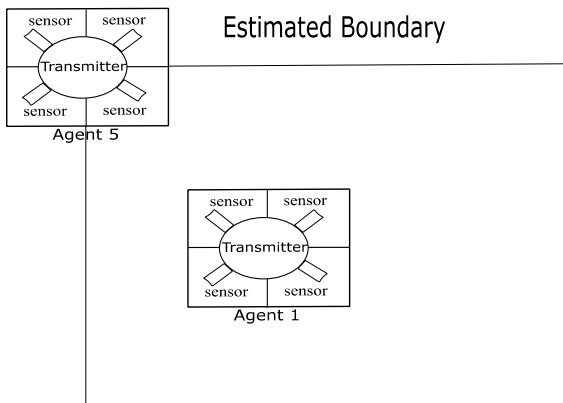 sensor sensor
Estimated Boundary
Transmitter
sensor sensor
Agent 5
sensor sensor
Transmitter
sensor sensor
Agent 1